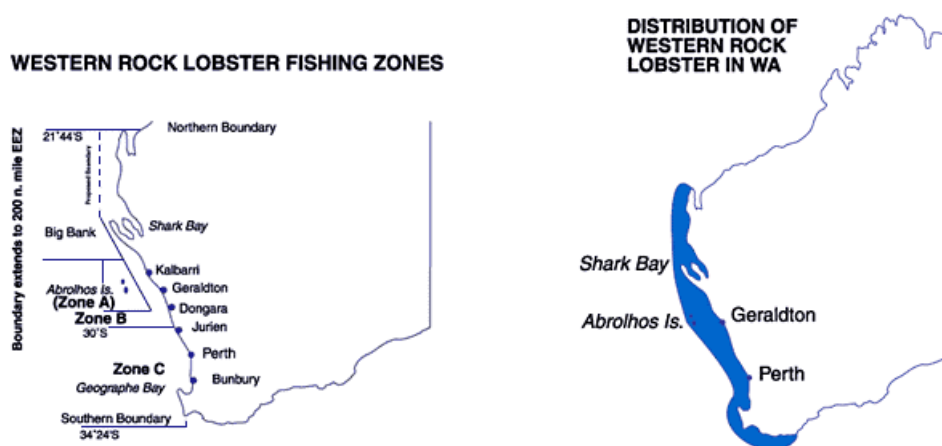 WESTERN ROCK LOBSTER FISHING ZONES
Boundary extends to 200 n. mile EEZ
21°44'S
Northern Boundary
Proposed Boundary
Big Bank
Shark Bay
Kalbarri
Abrolhos Is.
(Zone A)
Geraldton
Dongara
Zone B
30°S
Jurien
Perth
Zone C
Geographe Bay
Bunbury
Southern Boundary
34°24'S
DISTRIBUTION OF
WESTERN ROCK
LOBSTER IN WA
Shark Bay
Abrolhos Is.
Geraldton
Perth